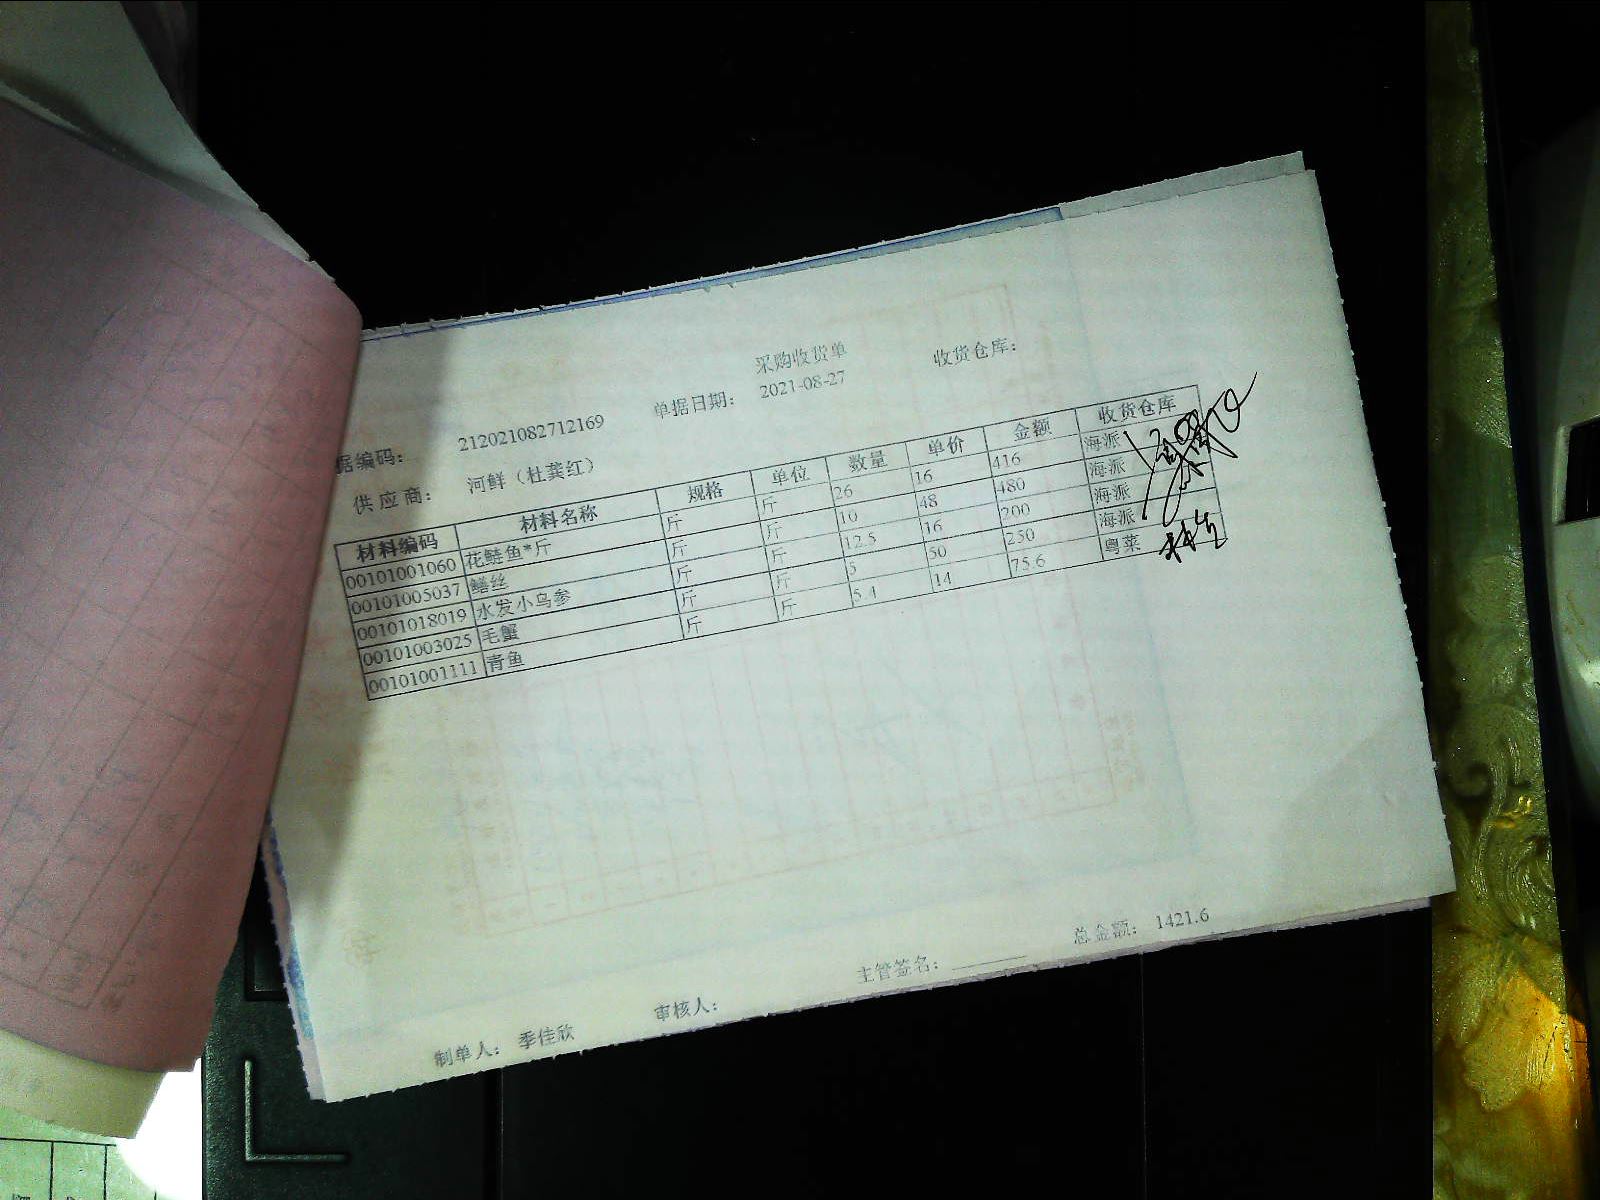 采购收货单
据编码： 212021082712169 单据日期： 2021-08-27 收货仓库：
供应商： 河鲜（杜龚红）
材料编码 材料名称 规格 单位 数量 单价 金额 收货仓库
00101001060 花鲢鱼*斤 斤 斤 26 16 416 海派
00101005037 鳝丝 斤 斤 10 48 480 海派
00101018019 水发小乌参 斤 斤 12.5 16 200 海派
00101003025 毛蟹 斤 斤 5 50 250 海派
00101001111 青鱼 斤 斤 5.4 14 75.6 粤菜
总金额： 1421.6
制单人： 季佳欣 审核人： 主管签名：